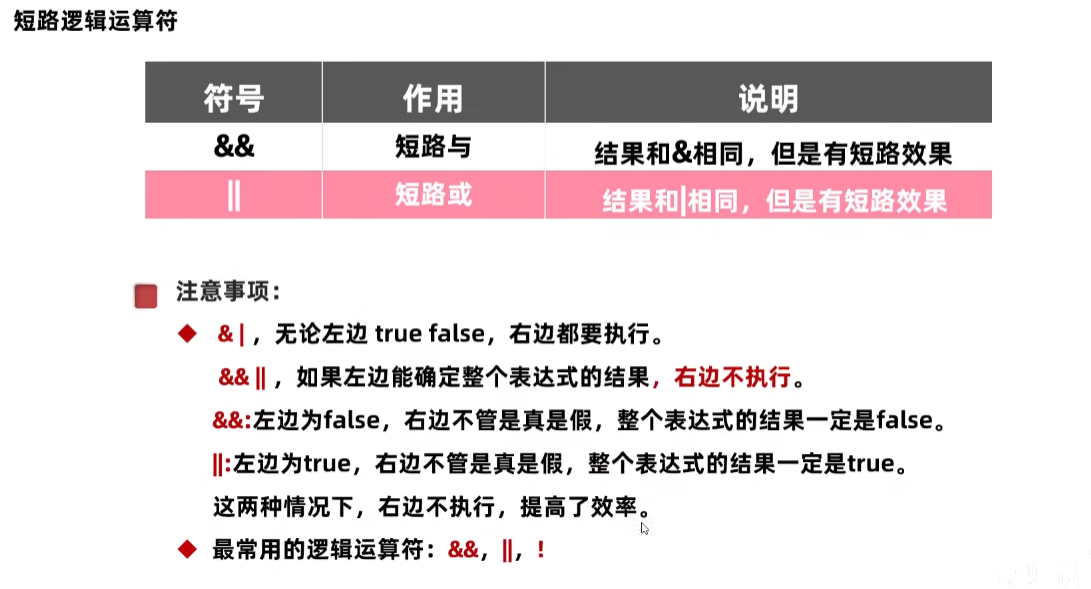 短路逻辑运算符
符号 作用 说明
&& 短路与 结果和&相同，但是有短路效果
|| 短路或 结果和|相同，但是有短路效果
注意事项：
& |，无论左边 true false，右边都要执行。
&& ||，如果左边能确定整个表达式的结果，右边不执行。
&&:左边为false，右边不管是真是假，整个表达式的结果一定是false。
||:左边为true，右边不管是真是假，整个表达式的结果一定是true。
这两种情况下，右边不执行，提高了效率。
最常用的逻辑运算符：&&，||，！